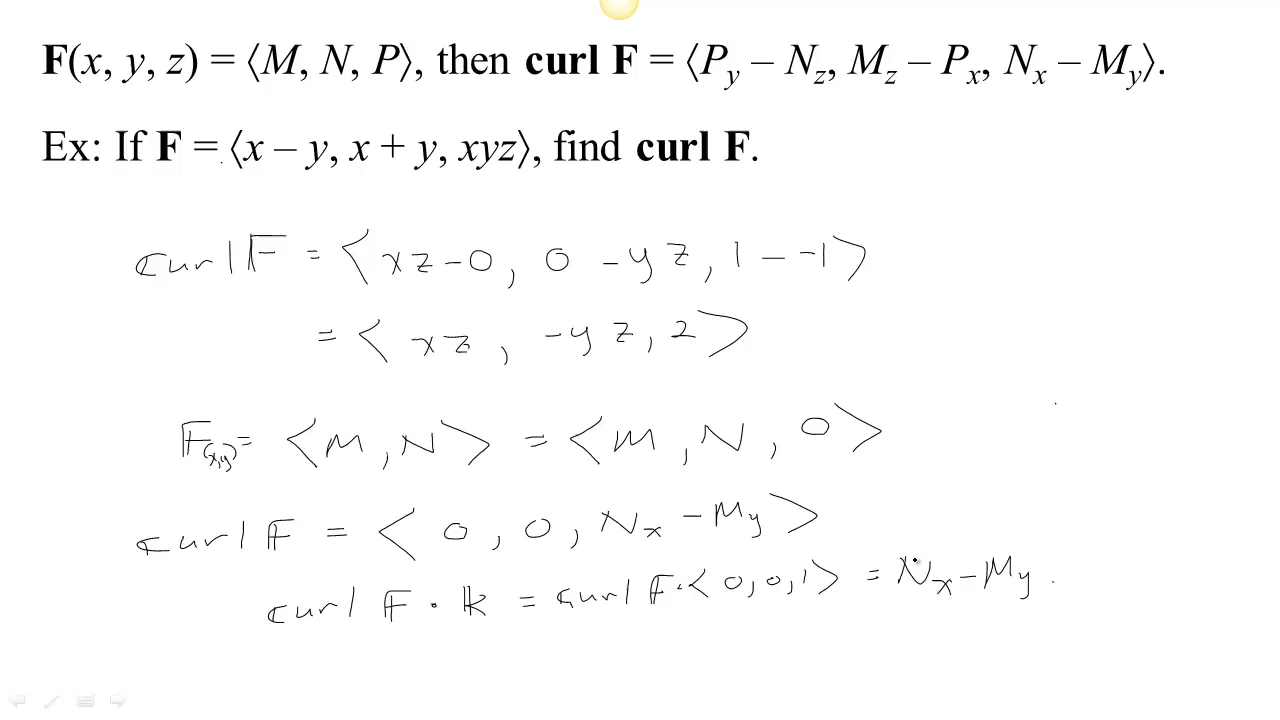 F(x, y, z) = ⟨M, N, P⟩, then curl F = ⟨P_y – N_z, M_z – P_x, N_x – M_y⟩.
Ex: If F = ⟨x – y, x + y, xyz⟩, find curl F.
curl F = < xz - 0, 0 - yz, 1 - -1 >
= < xz, -yz, 2 >
F(x,y) = < M, N > = < M, N, 0 >
curl F = < 0, 0, N_x - M_y >
curl F · k = curl F · < 0, 0, 1 > = N_x - M_y.